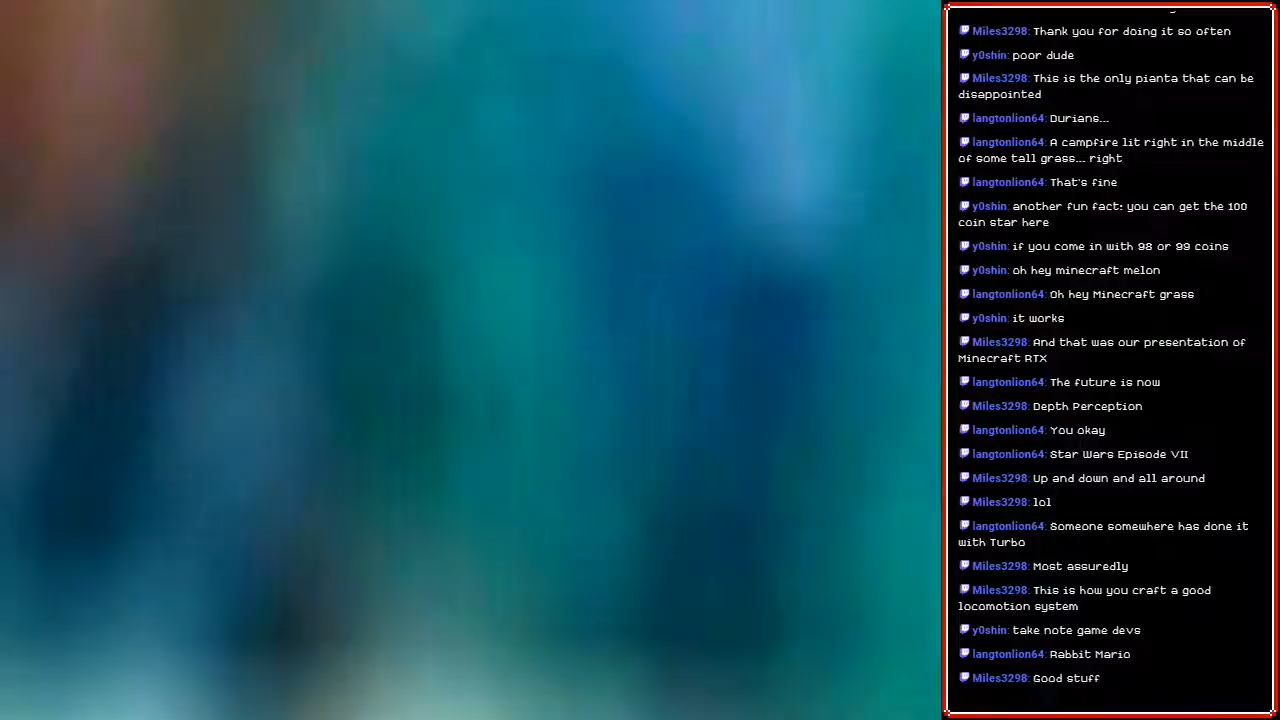 Miles3298: Thank you for doing it so often
y0shin: poor dude
Miles3298: This is the only pianta that can be
disappointed
langtonlion64: Durians...
langtonlion64: A campfire lit right in the middle
of some tall grass... right
langtonlion64: That's fine
y0shin: another fun fact: you can get the 100
coin star here
y0shin: if you come in with 98 or 99 coins
y0shin: oh hey minecraft melon
langtonlion64: Oh hey Minecraft grass
y0shin: it works
Miles3298: And that was our presentation of
Minecraft RTX
langtonlion64: The future is now
Miles3298: Depth Perception
langtonlion64: You okay
langtonlion64: Star Wars Episode VII
Miles3298: Up and down and all around
Miles3298: lol
langtonlion64: Someone somewhere has done it
with Turbo
Miles3298: Most assuredly
Miles3298: This is how you craft a good
locomotion system
y0shin: take note game devs
langtonlion64: Rabbit Mario
Miles3298: Good stuff